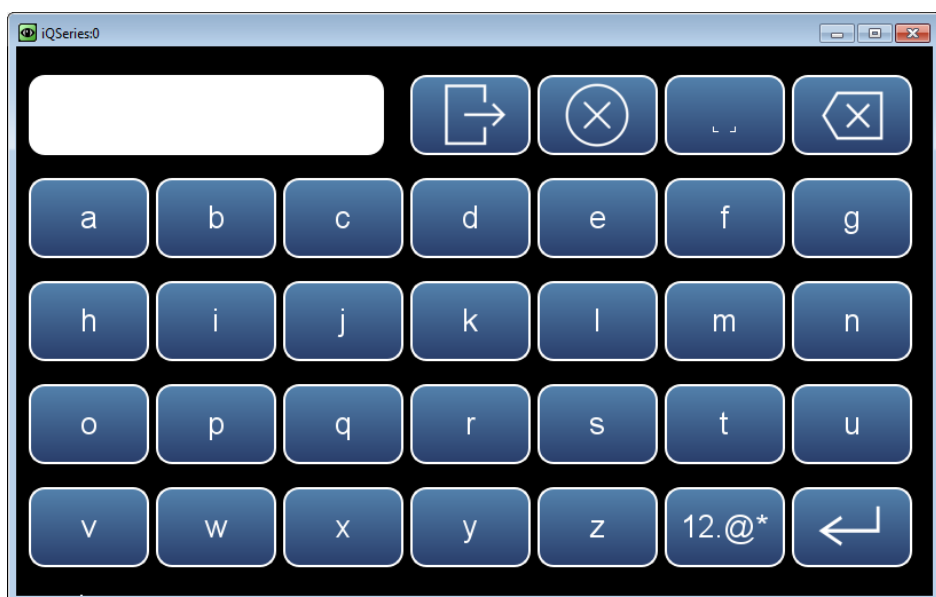 iQSeries:0
a b c d e f g
h i j k l m n
o p q r s t u
v w x y z 12.@*